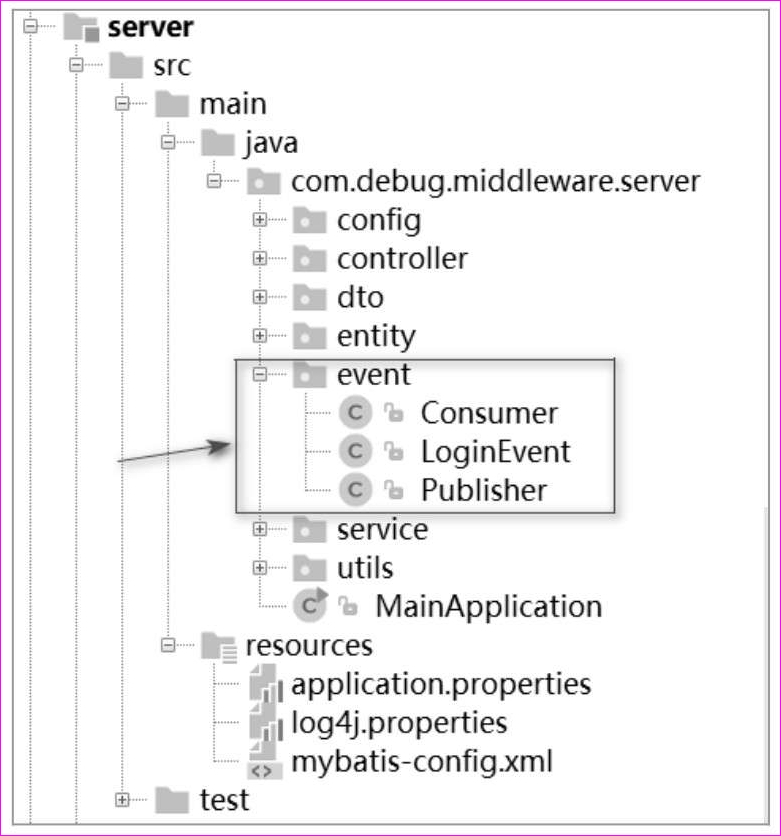 server
src
main
java
com.debug.middleware.server
config
controller
dto
entity
event
C Consumer
C LoginEvent
C Publisher
service
utils
C MainApplication
resources
application.properties
log4j.properties
mybatis-config.xml
test